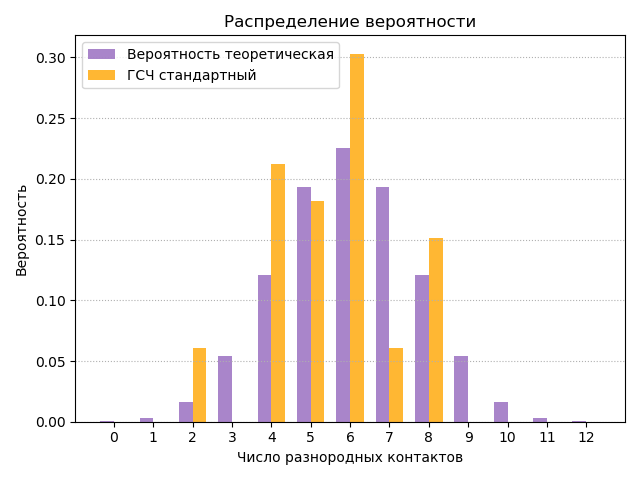 Распределение вероятности
Вероятность теоретическая
ГСЧ стандартный
Вероятность
0.30
0.25
0.20
0.15
0.10
0.05
0.00
0 1 2 3 4 5 6 7 8 9 10 11 12
Число разнородных контактов